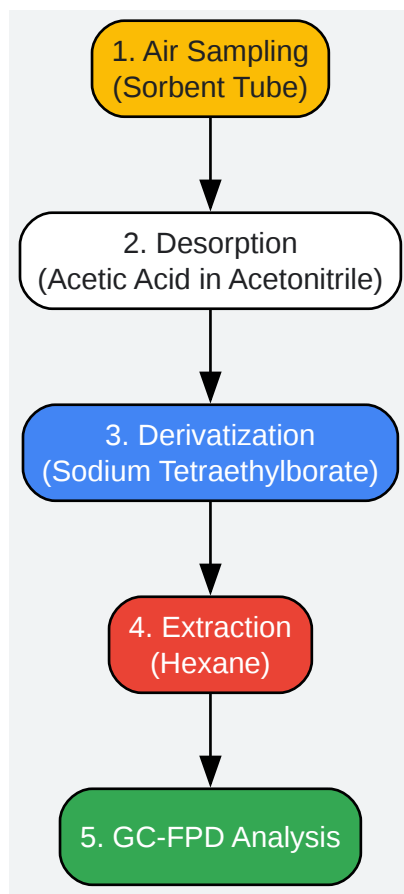 1. Air Sampling
(Sorbent Tube)
2. Desorption
(Acetic Acid in Acetonitrile)
3. Derivatization
(Sodium Tetraethylborate)
4. Extraction
(Hexane)
5. GC-FPD Analysis